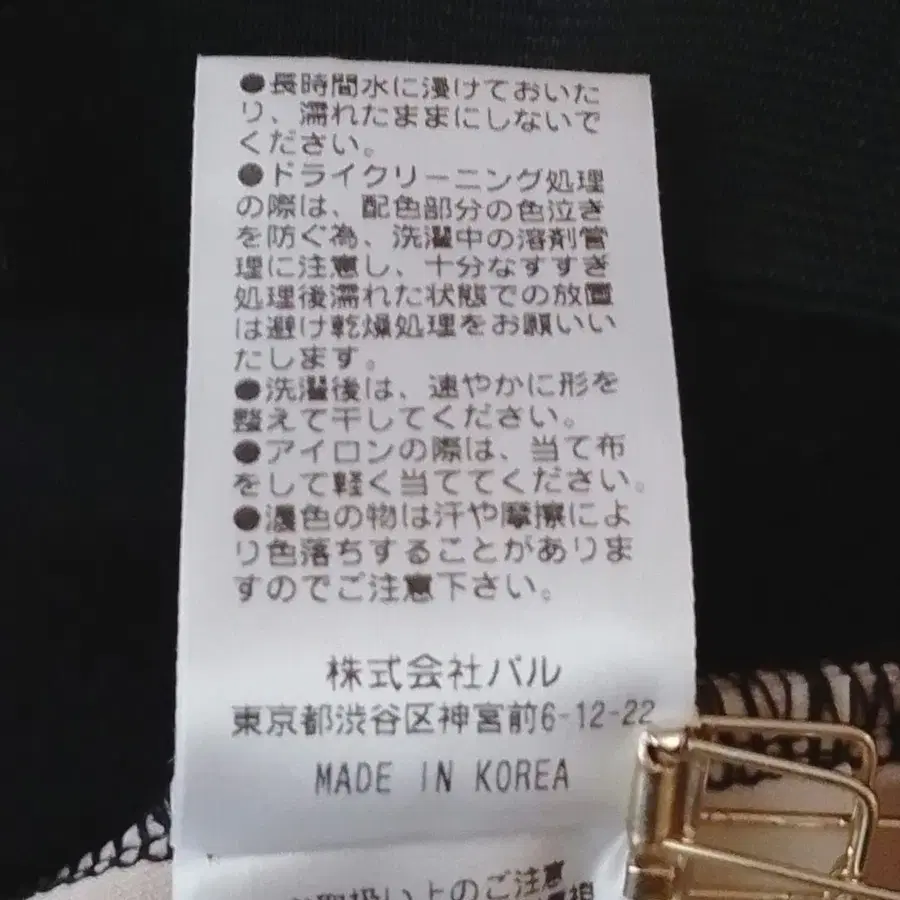 ●長時間水に浸けておいた
り、濡れたままにしないで
ください。
●ドライクリーニング処理
の際は、配色部分の色泣き
を防ぐ為、洗濯中の溶剤管
理に注意し、十分なすすぎ
処理後濡れた状態での放置
は避け乾燥処理をお願いい
たします。
●洗濯後は、速やかに形を
整えて干してください。
●アイロンの際は、当て布
をして軽く当ててください。
●濃色の物は汗や摩擦によ
り色落ちすることがありま
すのでご注意下さい。
株式会社パル
東京都渋谷区神宮前6-12-22
MADE IN KOREA
取扱い上のご注意